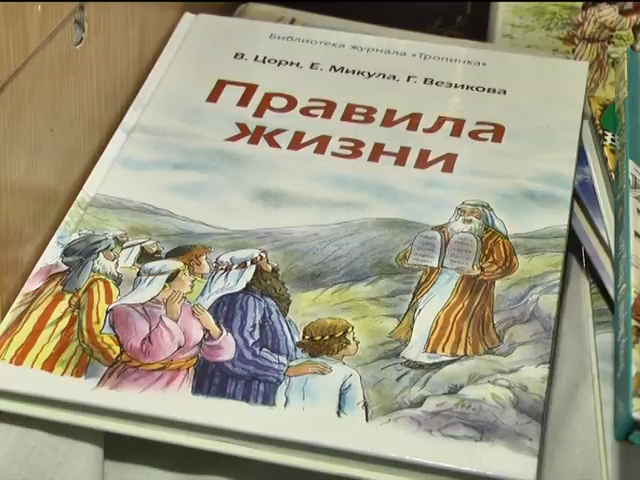 Библиотека журнала «Тропинка»
В. Цорн, Е. Микула, Г. Везикова
Правила
жизни